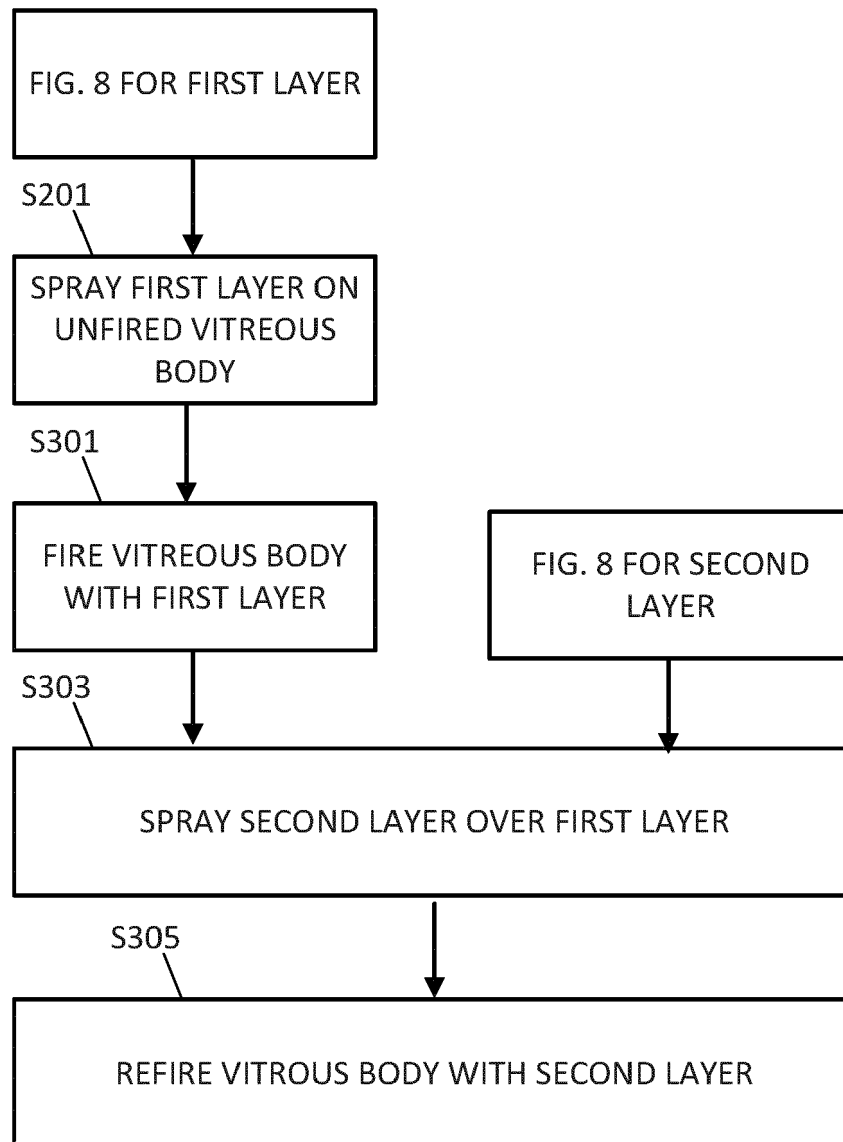 FIG. 8 FOR FIRST LAYER
S201
SPRAY FIRST LAYER ON
UNFIRED VITREOUS
BODY
S301
FIRE VITREOUS BODY
WITH FIRST LAYER
FIG. 8 FOR SECOND
LAYER
S303
SPRAY SECOND LAYER OVER FIRST LAYER
S305
REFIRE VITROUS BODY WITH SECOND LAYER